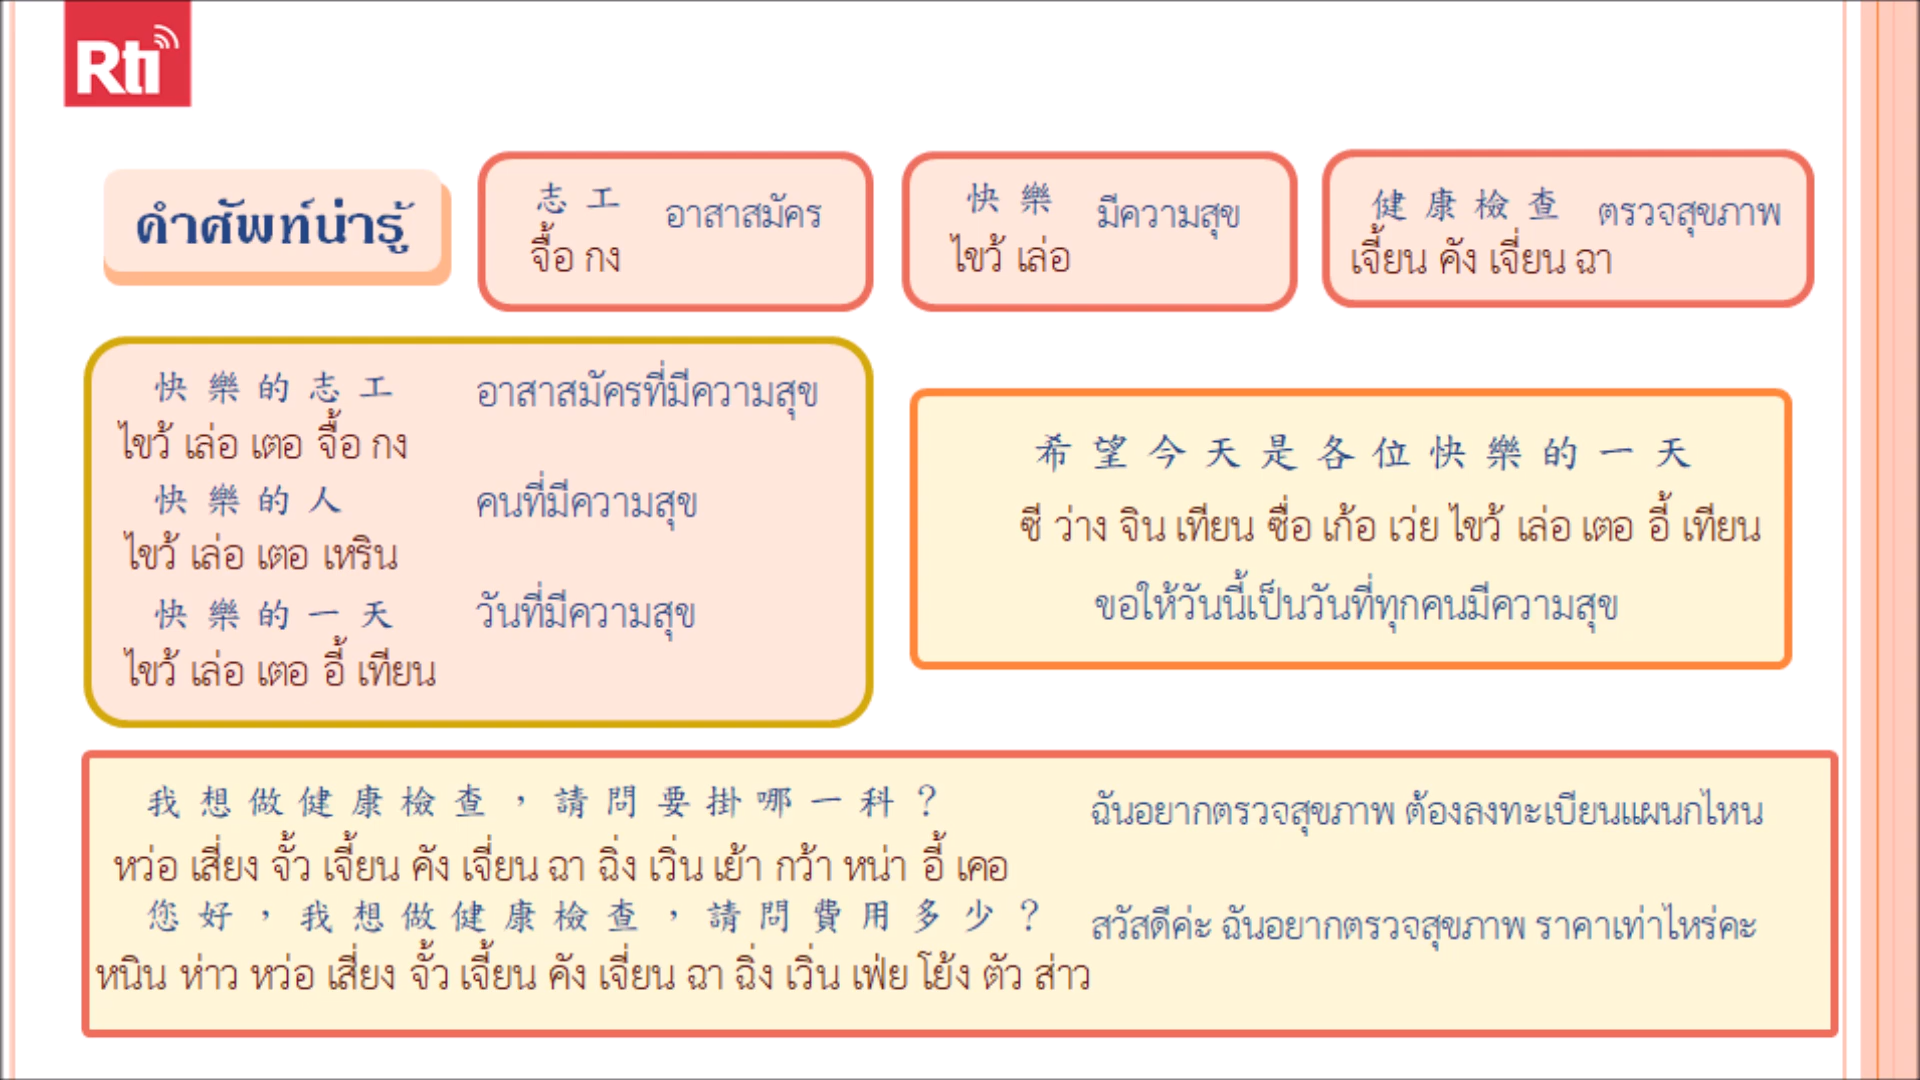 Rti
คำศัพท์น่ารู้
志工 อาสาสมัคร
จื้อ กง
快樂 มีความสุข
ไขว้ เล่อ
健康檢查 ตรวจสุขภาพ
เจี้ยน คัง เจี่ยน ฉา
快樂的志工 อาสาสมัครที่มีความสุข
ไขว้ เล่อ เตอ จื้อ กง
快樂的人 คนที่มีความสุข
ไขว้ เล่อ เตอ เหริน
快樂的一天 วันที่มีความสุข
ไขว้ เล่อ เตอ อี้ เทียน
希望今天是各位快樂的一天
ซี ว่าง จิน เทียน ซื่อ เก้อ เว่ย ไขว้ เล่อ เตอ อี้ เทียน
ขอให้วันนี้เป็นวันที่ทุกคนมีความสุข
我想做健康檢查，請問要掛哪一科？ ฉันอยากตรวจสุขภาพ ต้องลงทะเบียนแผนกไหน
หว่อ เสี่ยง จั้ว เจี้ยน คัง เจี่ยน ฉา ฉิ่ง เวิ่น เย้า กว้า หน่า อี้ เคอ
您好，我想做健康檢查，請問費用多少？ สวัสดีค่ะ ฉันอยากตรวจสุขภาพ ราคาเท่าไหร่คะ
หนิน ห่าว หว่อ เสี่ยง จั้ว เจี้ยน คัง เจี่ยน ฉา ฉิ่ง เวิ่น เฟ่ย โย้ง ตัว ส่าว